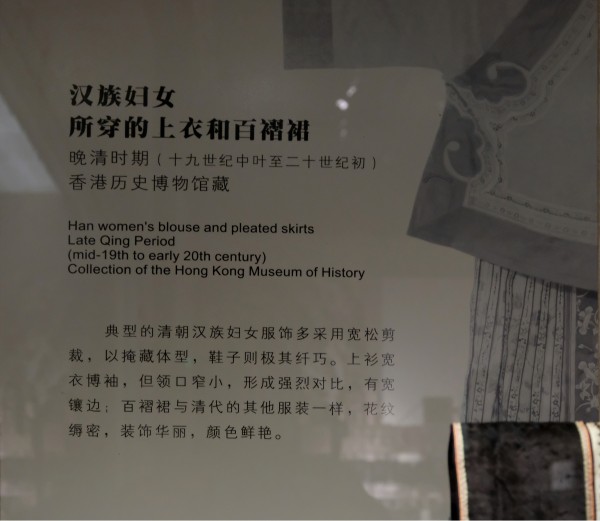 汉族妇女
所穿的上衣和百褶裙
晚清时期（十九世纪中叶至二十世纪初）
香港历史博物馆藏
Han women's blouse and pleated skirts
Late Qing Period
(mid-19th to early 20th century)
Collection of the Hong Kong Museum of History
典型的清朝汉族妇女服饰多采用宽松剪
裁，以掩藏体型，鞋子则极其纤巧。上衫宽
衣博袖，但领口窄小，形成强烈对比，有宽
镶边；百褶裙与清代的其他服装一样，花纹
缛密，装饰华丽，颜色鲜艳。